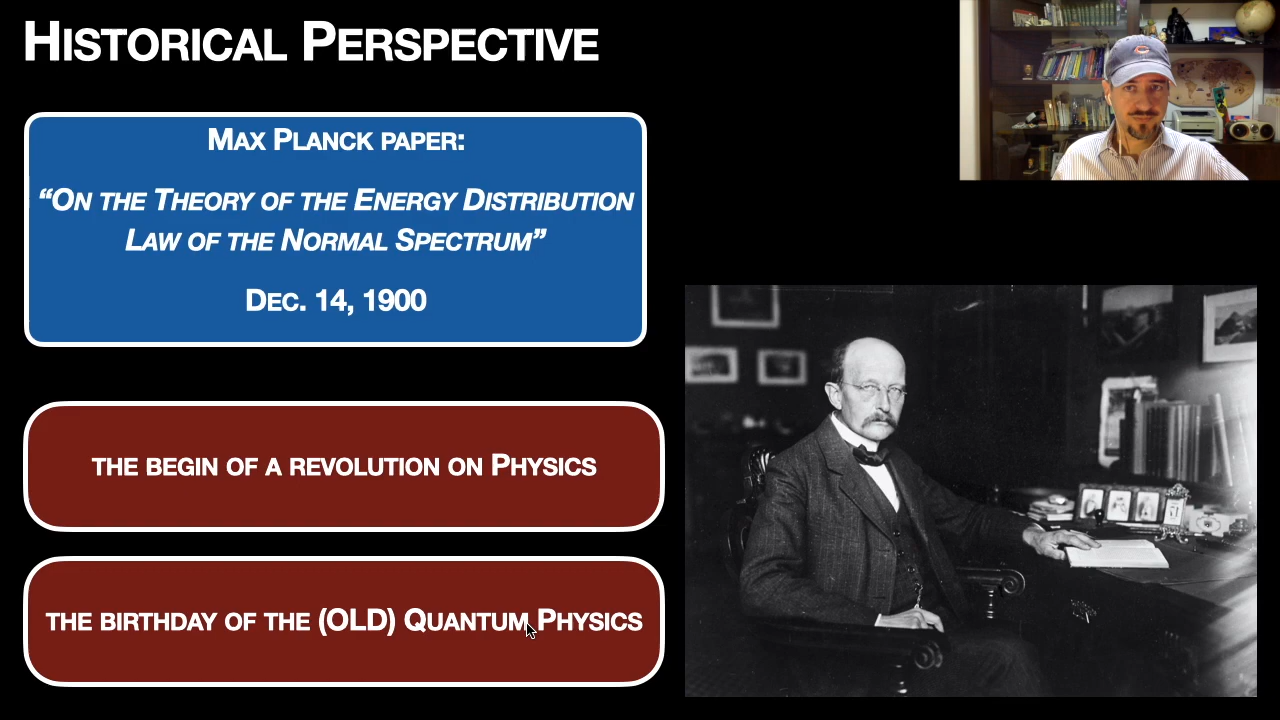 Historical Perspective
Max Planck paper:
“On the Theory of the Energy Distribution
Law of the Normal Spectrum”
Dec. 14, 1900
the begin of a revolution on Physics
the birthday of the (OLD) Quantum Physics